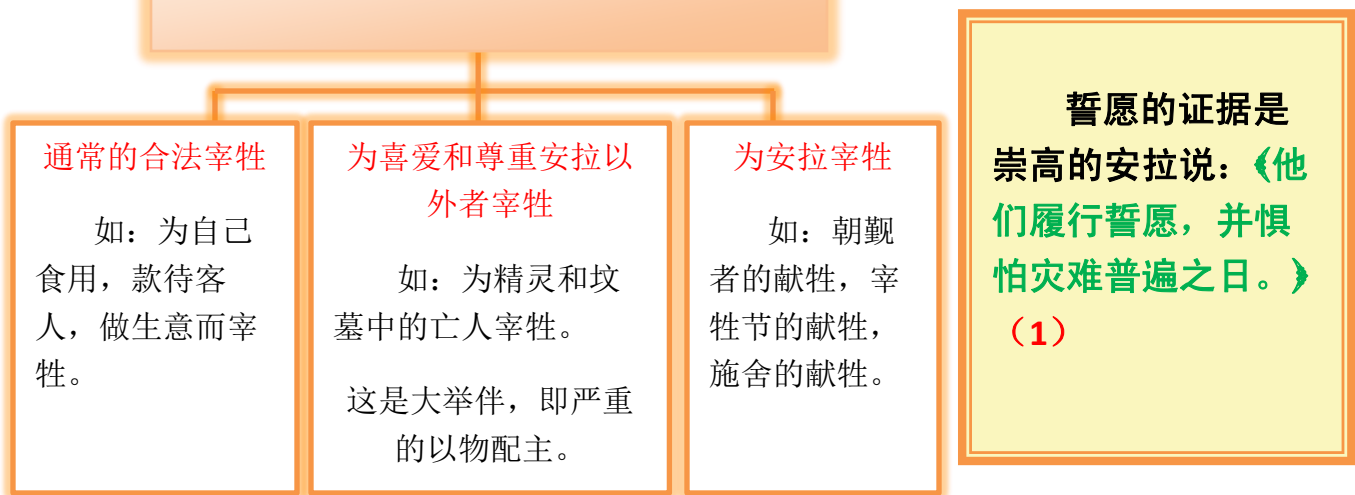 通常的合法宰牲
如：为自己
食用，款待客
人，做生意而宰
牲。
为喜爱和尊重安拉以
外者宰牲
如：为精灵和坟
墓中的亡人宰牲。
这是大举伴，即严重
的以物配主。
为安拉宰牲
如：朝觐
者的献牲，宰
牲节的献牲，
施舍的献牲。
誓愿的证据是
崇高的安拉说：﴾他
们履行誓愿，并惧
怕灾难普遍之日。﴿
（1）